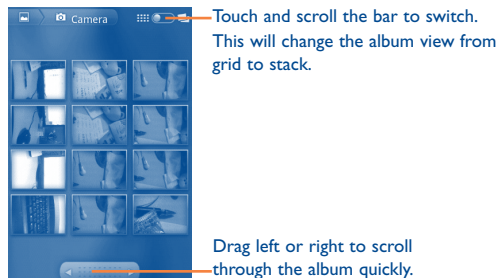 Camera
Touch and scroll the bar to switch.
This will change the album view from
grid to stack.
Drag left or right to scroll
through the album quickly.